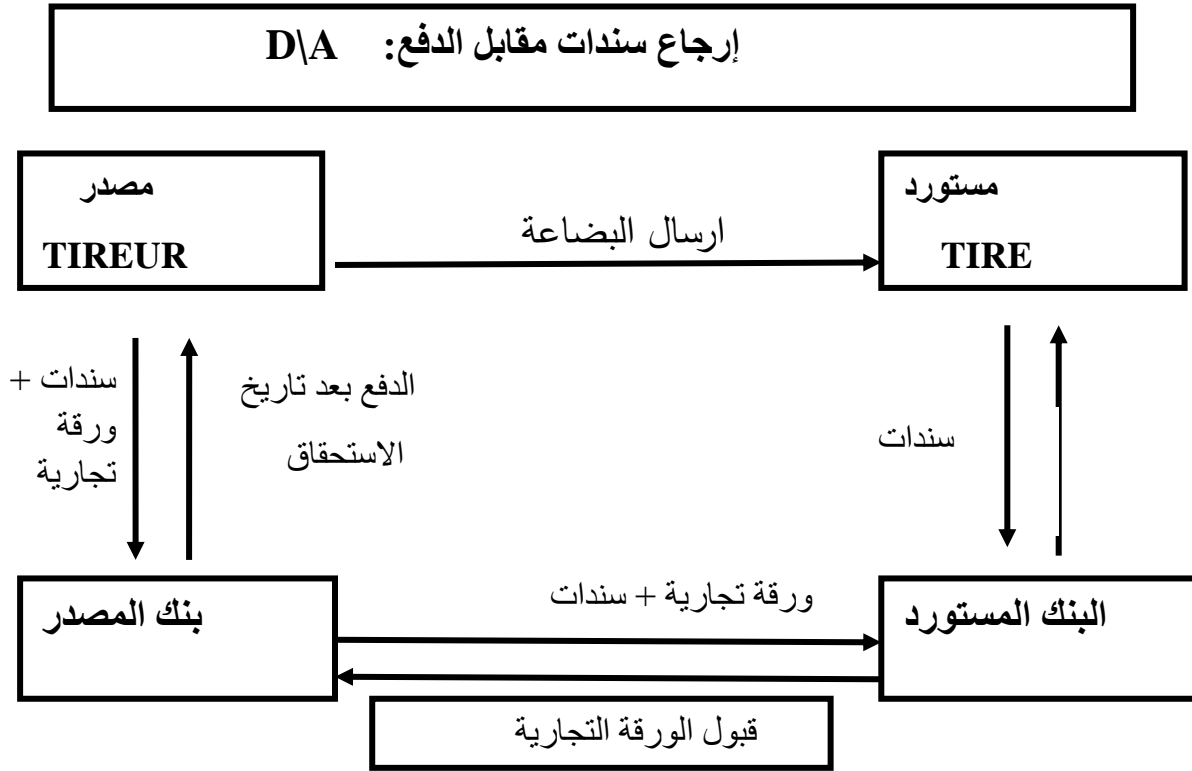 إرجاع سندات مقابل الدفع: D\A
مصدر
TIREUR
ارسال البضاعة
مستورد
TIRE
سندات +
ورقة
تجارية
الدفع بعد تاريخ
الاستحقاق
سندات
بنك المصدر
ورقة تجارية + سندات
البنك المستورد
قبول الورقة التجارية